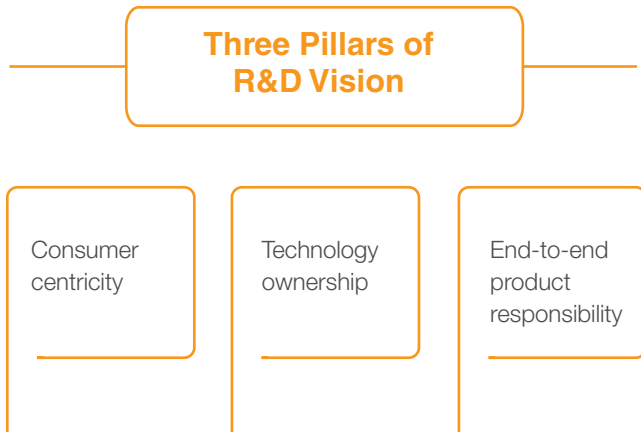 Three Pillars of
R&D Vision
Consumer
centricity
Technology
ownership
End-to-end
product
responsibility